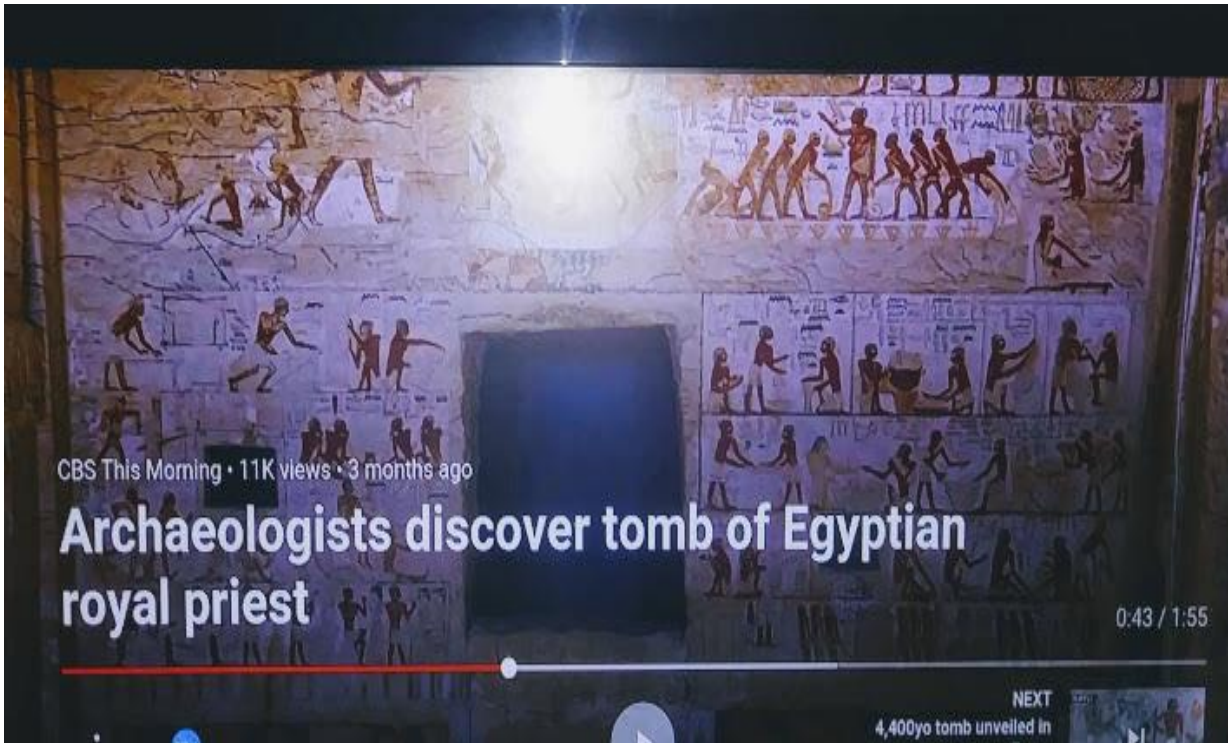 CBS This Morning • 11K views • 3 months ago
Archaeologists discover tomb of Egyptian
royal priest
0:43 / 1:55
NEXT
4,400yo tomb unveiled in